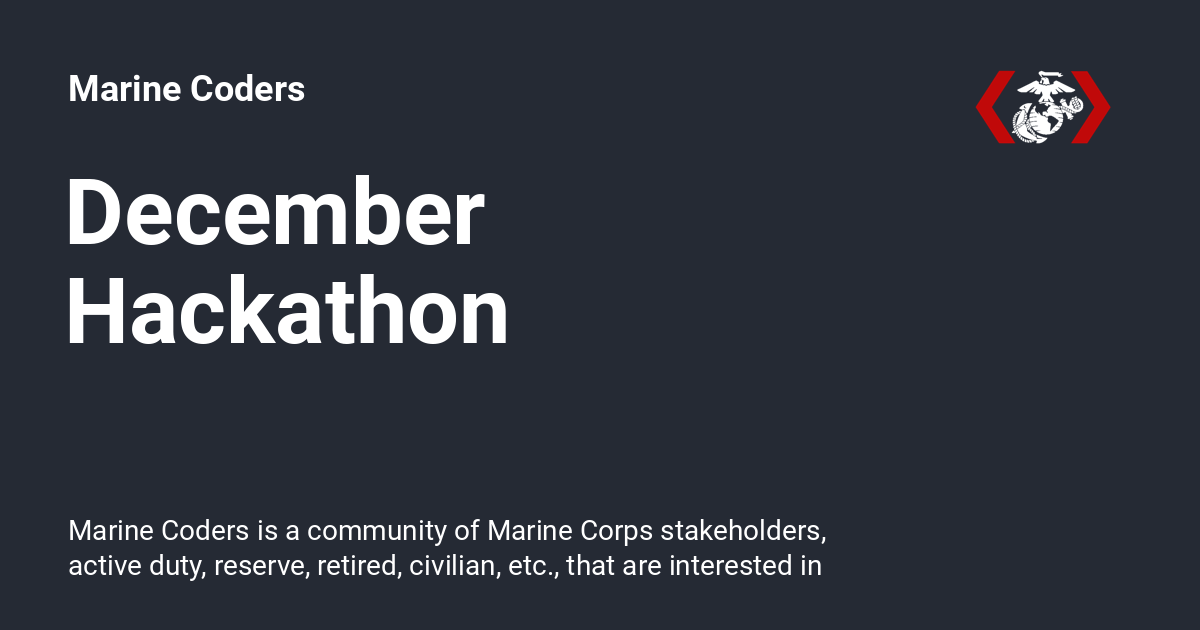 Marine Coders
December
Hackathon
Marine Coders is a community of Marine Corps stakeholders,
active duty, reserve, retired, civilian, etc., that are interested in